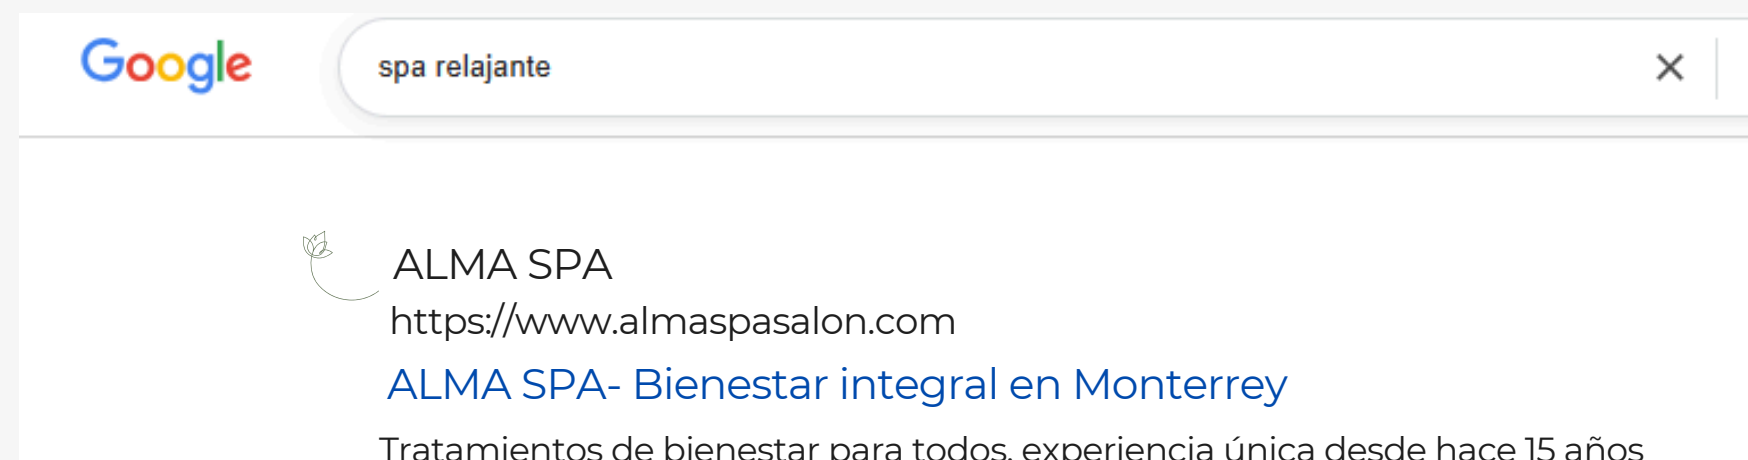 Google
spa relajante
ALMA SPA
https://www.almaspasalon.com
ALMA SPA- Bienestar integral en Monterrey
Tratamientos de bienestar para todos, experiencia única desde hace 15 años